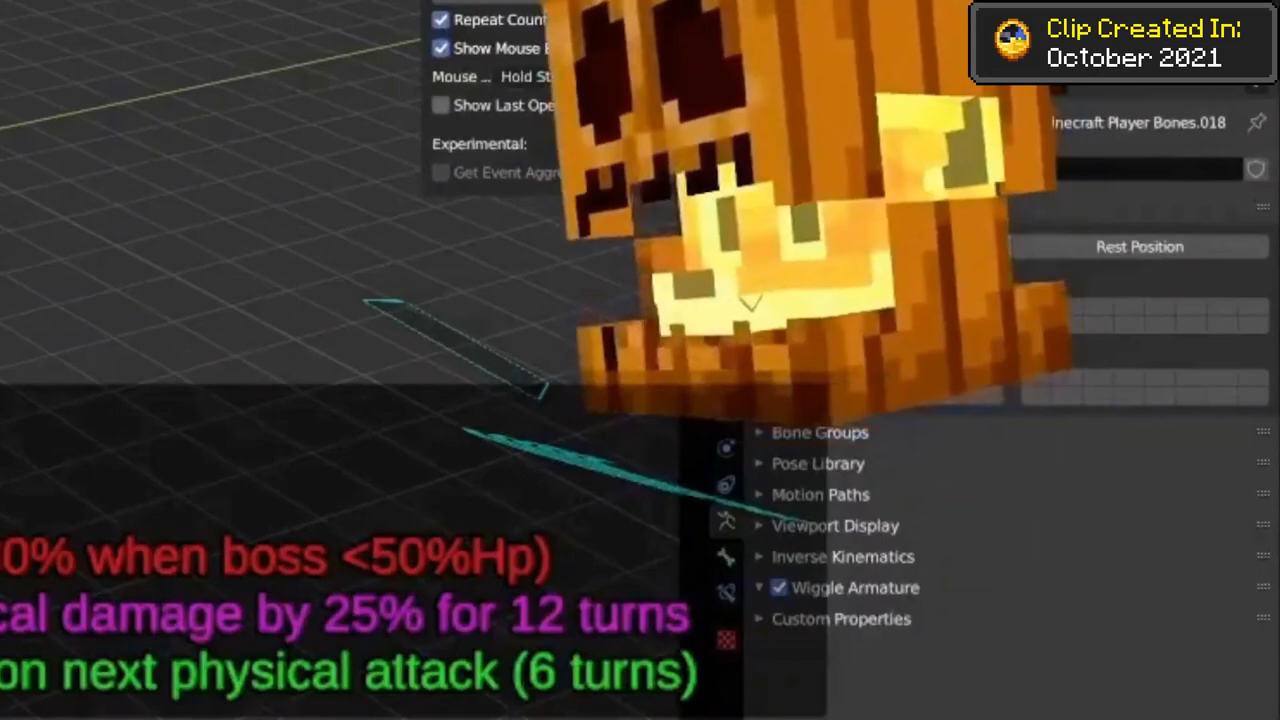 Repeat Count
Show Mouse
Mouse ... Hold St
Show Last Ope
Experimental:
Get Event Aggr
Clip Created In:
October 2021
inecraft Player Bones.018
Rest Position
Bone Groups
Pose Library
Motion Paths
Viewport Display
Inverse Kinematics
Wiggle Armature
Custom Properties
0% when boss <50%Hp)
cal damage by 25% for 12 turns
on next physical attack (6 turns)